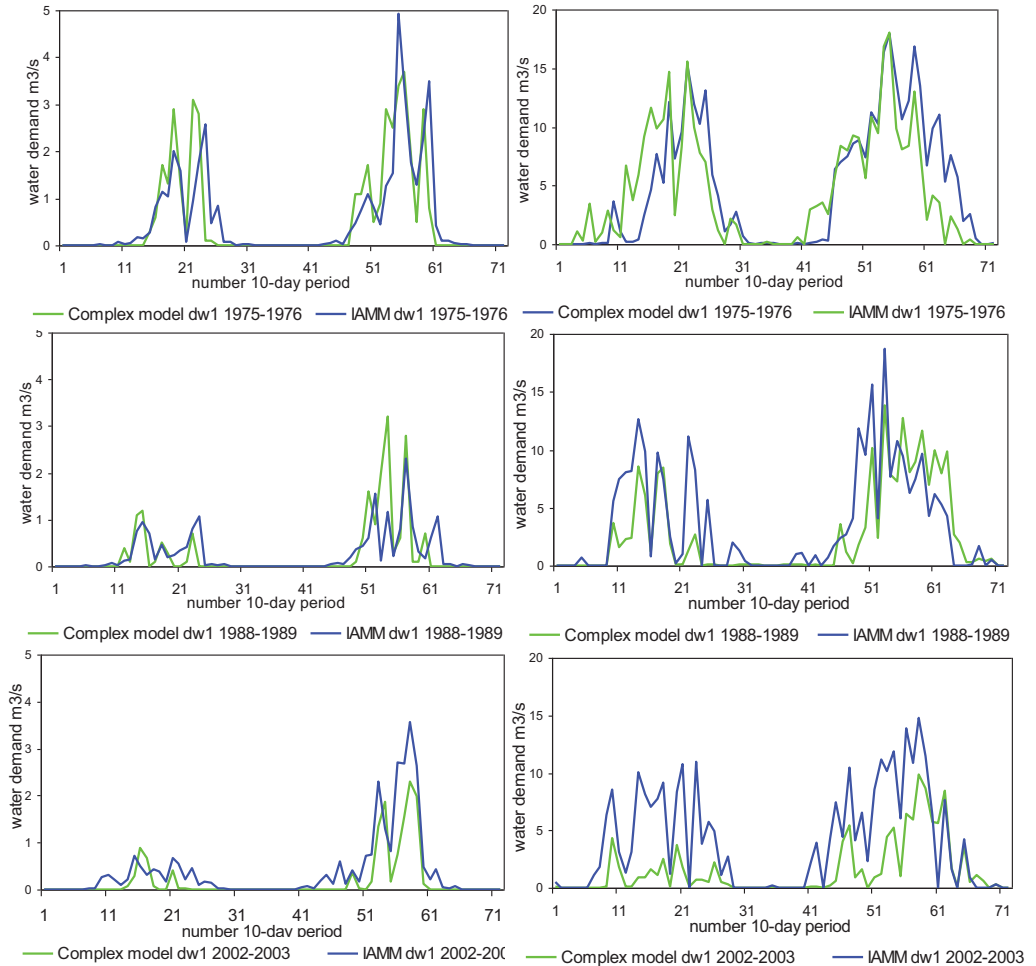 5
4
3
2
1
0
water demand m3/s
1 11 21 31 41 51 61 71
number 10-day period
Complex model dw1 1975-1976 IAMM dw1 1975-1976
20
15
10
5
0
water demand m3/s
1 11 21 31 41 51 61 71
number 10-day period
Complex model dw1 1975-1976 IAMM dw1 1975-1976
5
4
3
2
1
0
water demand m3/s
1 11 21 31 41 51 61 71
number 10-day period
Complex model dw1 1988-1989 IAMM dw1 1988-1989
20
15
10
5
0
water demand m3/s
1 11 21 31 41 51 61 71
number 10-day period
Complex model dw1 1988-1989 IAMM dw1 1988-1989
5
4
3
2
1
0
water demand m3/s
1 11 21 31 41 51 61 71
number 10-day period
Complex model dw1 2002-2003 IAMM dw1 2002-200
20
15
10
5
0
water demand m3/s
1 11 21 31 41 51 61 71
number 10-day period
Complex model dw1 2002-2003 IAMM dw1 2002-2003